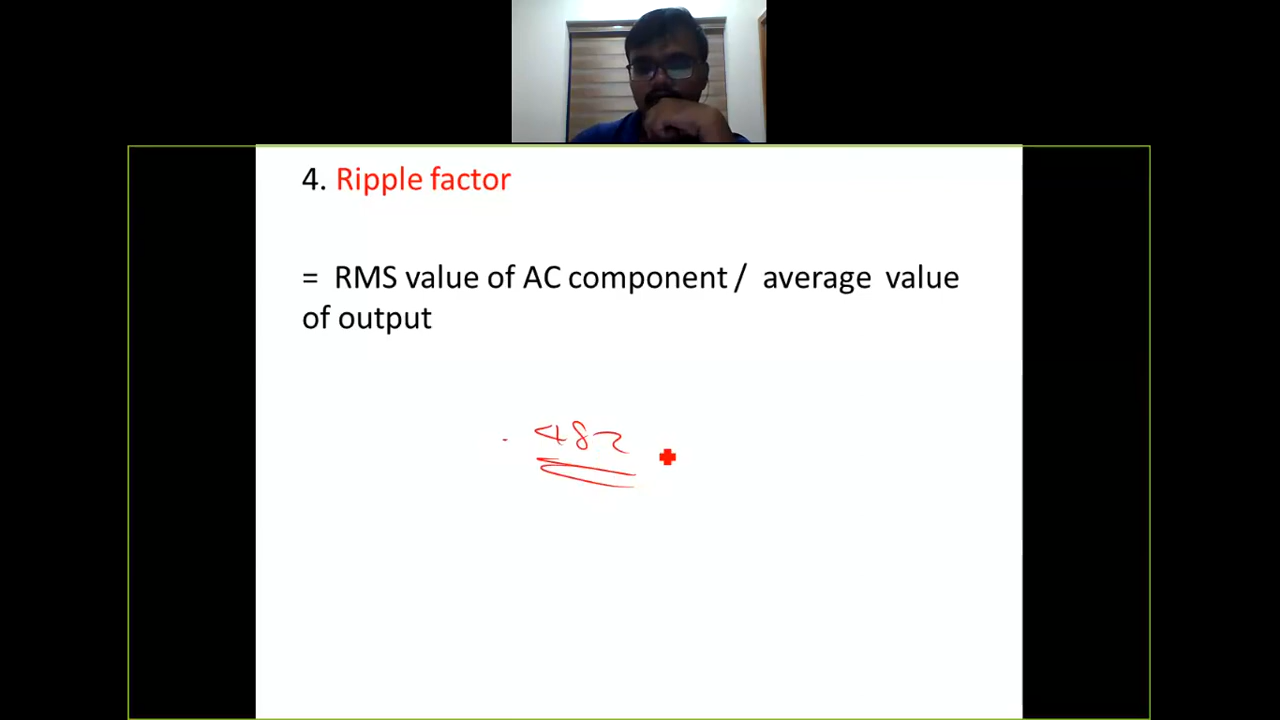 4. Ripple factor
= RMS value of AC component / average value
of output
. 482